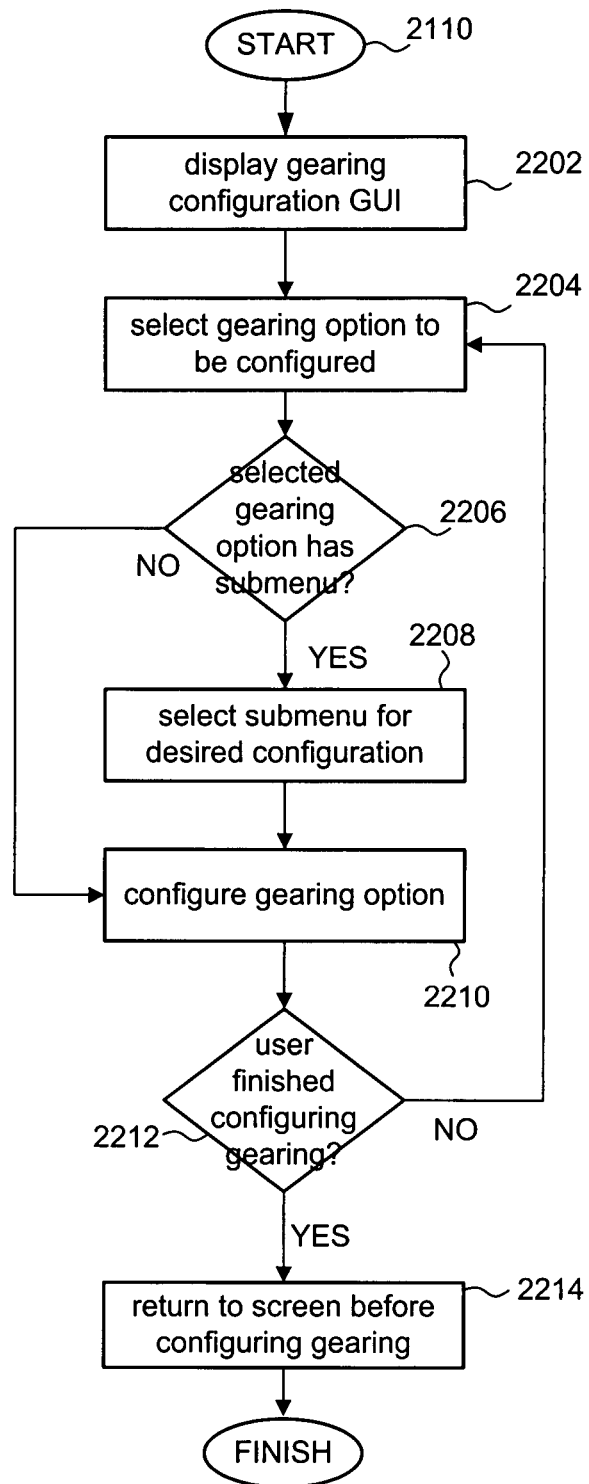 START
2110
display gearing
configuration GUI
2202
2204
select gearing option to
be configured
selected
gearing
option has
submenu?
2206
NO
YES
2208
select submenu for
desired configuration
configure gearing option
2210
user
finished
configuring
gearing?
2212
NO
YES
return to screen before
configuring gearing
2214
FINISH